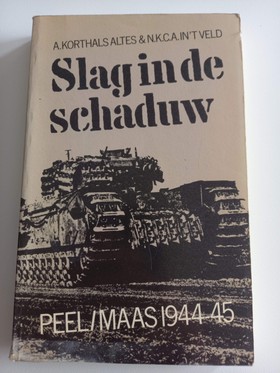 A.KORTHALS ALTES & N.K.C.A.IN'T VELD
Slag in de
schaduw
PEEL/MAAS 1944-45